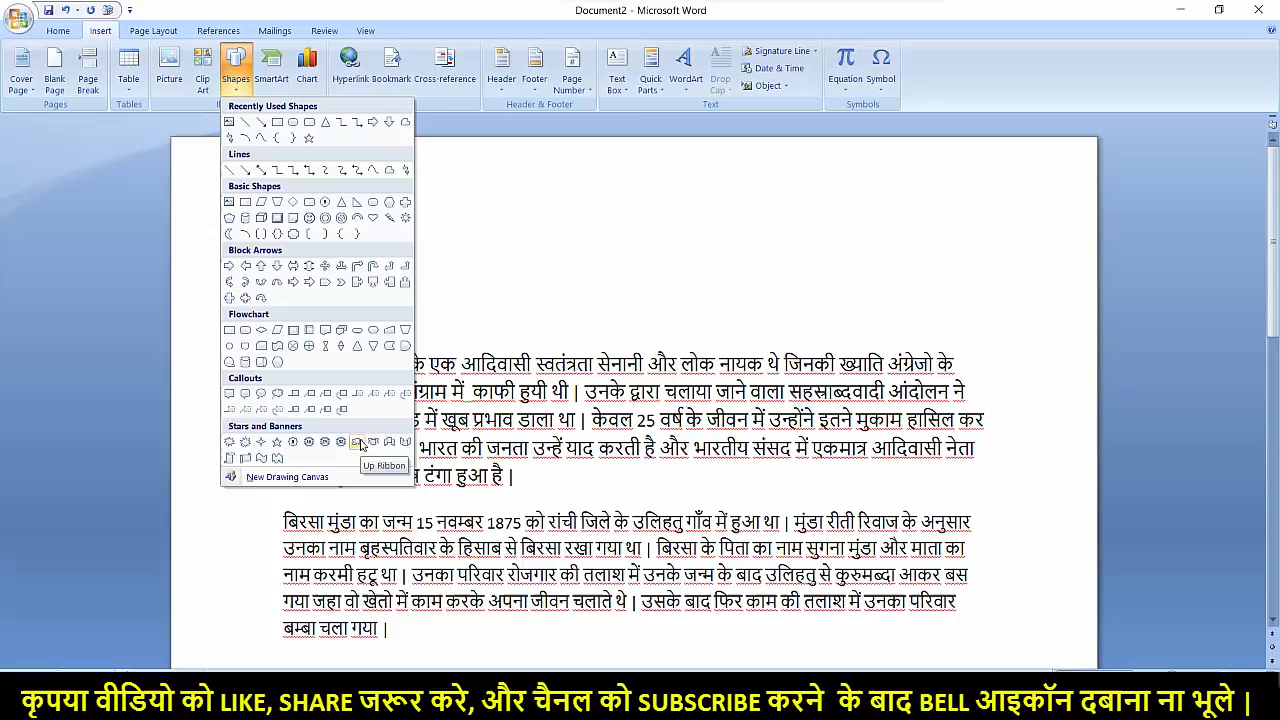 Document2 - Microsoft Word
Home Insert Page Layout References Mailings Review View
Cover Page Blank Page Page Break Table Picture Clip Art Shapes SmartArt Chart Hyperlink Bookmark Cross-reference Header Footer Page Number Text Box Quick Parts WordArt Drop Cap Signature Line Date & Time Object Equation Symbol
Pages Tables Header & Footer Text Symbols
Recently Used Shapes
Lines
Basic Shapes
Block Arrows
Flowchart
Callouts
Stars and Banners
Up Ribbon
New Drawing Canvas
के एक आदिवासी स्वतंत्रता सेनानी और लोक नायक थे जिनकी ख्याति अंग्रेजो के
में काफी हुयी थी | उनके द्वारा चलाया जाने वाला सहस्राब्दवादी आंदोलन ने
में खूब प्रभाव डाला था | केवल 25 वर्ष के जीवन में उन्होंने इतने मुकाम हासिल कर
भारत की जनता उन्हें याद करती है और भारतीय संसद में एकमात्र आदिवासी नेता
टंगा हुआ है |
बिरसा मुंडा का जन्म 15 नवम्बर 1875 को रांची जिले के उलिहतु गाँव में हुआ था | मुंडा रीती रिवाज के अनुसार
उनका नाम बृहस्पतिवार के हिसाब से बिरसा रखा गया था | बिरसा के पिता का नाम सुगना मुंडा और माता का
नाम करमी हटू था | उनका परिवार रोजगार की तलाश में उनके जन्म के बाद उलिहतु से कुरुमब्दा आकर बस
गया जहा वो खेतो में काम करके अपना जीवन चलाते थे | उसके बाद फिर काम की तलाश में उनका परिवार
बम्बा चला गया |
कृपया वीडियो को LIKE, SHARE जरूर करे, और चैनल को SUBSCRIBE करने के बाद BELL आइकॉन दबाना ना भूले |